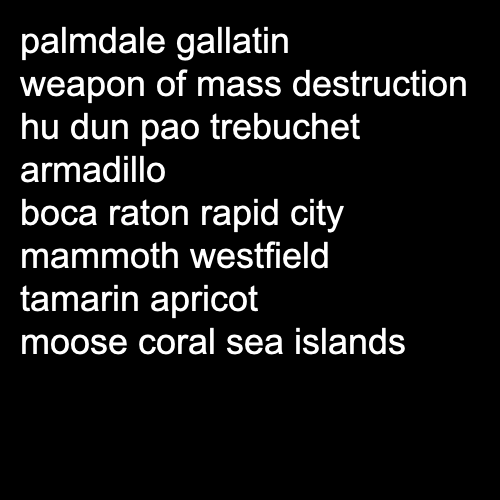 palmdale gallatin
weapon of mass destruction
hu dun pao trebuchet
armadillo
boca raton rapid city
mammoth westfield
tamarin apricot
moose coral sea islands